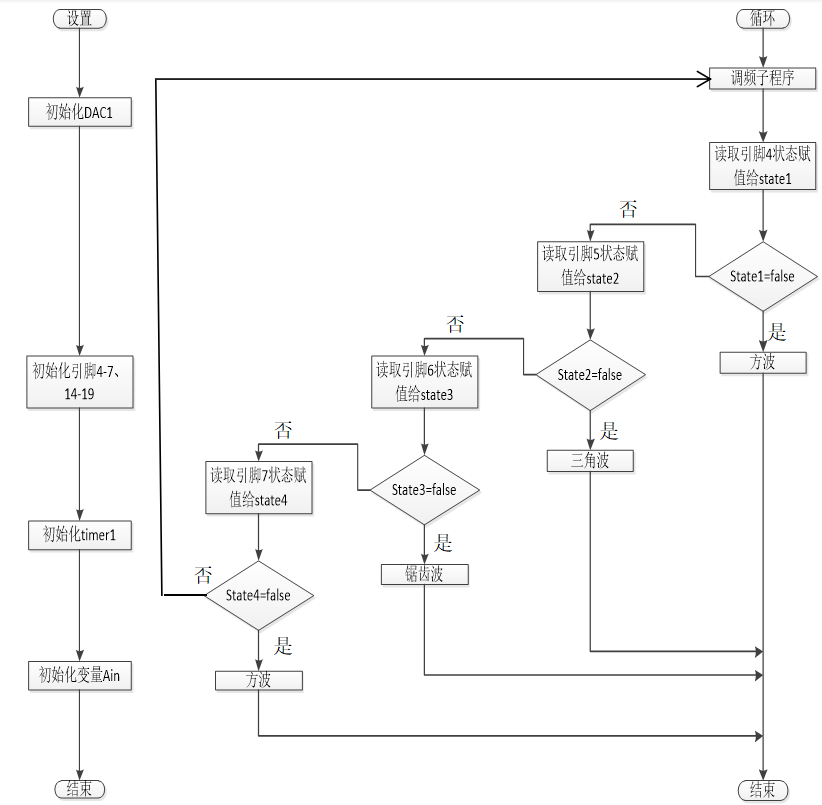 设置
初始化DAC1
初始化引脚4-7、
14-19
初始化timer1
初始化变量Ain
结束
循环
调频子程序
读取引脚4状态赋
值给state1
State1=false
是
方波
否
读取引脚5状态赋
值给state2
State2=false
是
三角波
否
读取引脚6状态赋
值给state3
State3=false
是
锯齿波
否
读取引脚7状态赋
值给state4
State4=false
否
是
方波
结束